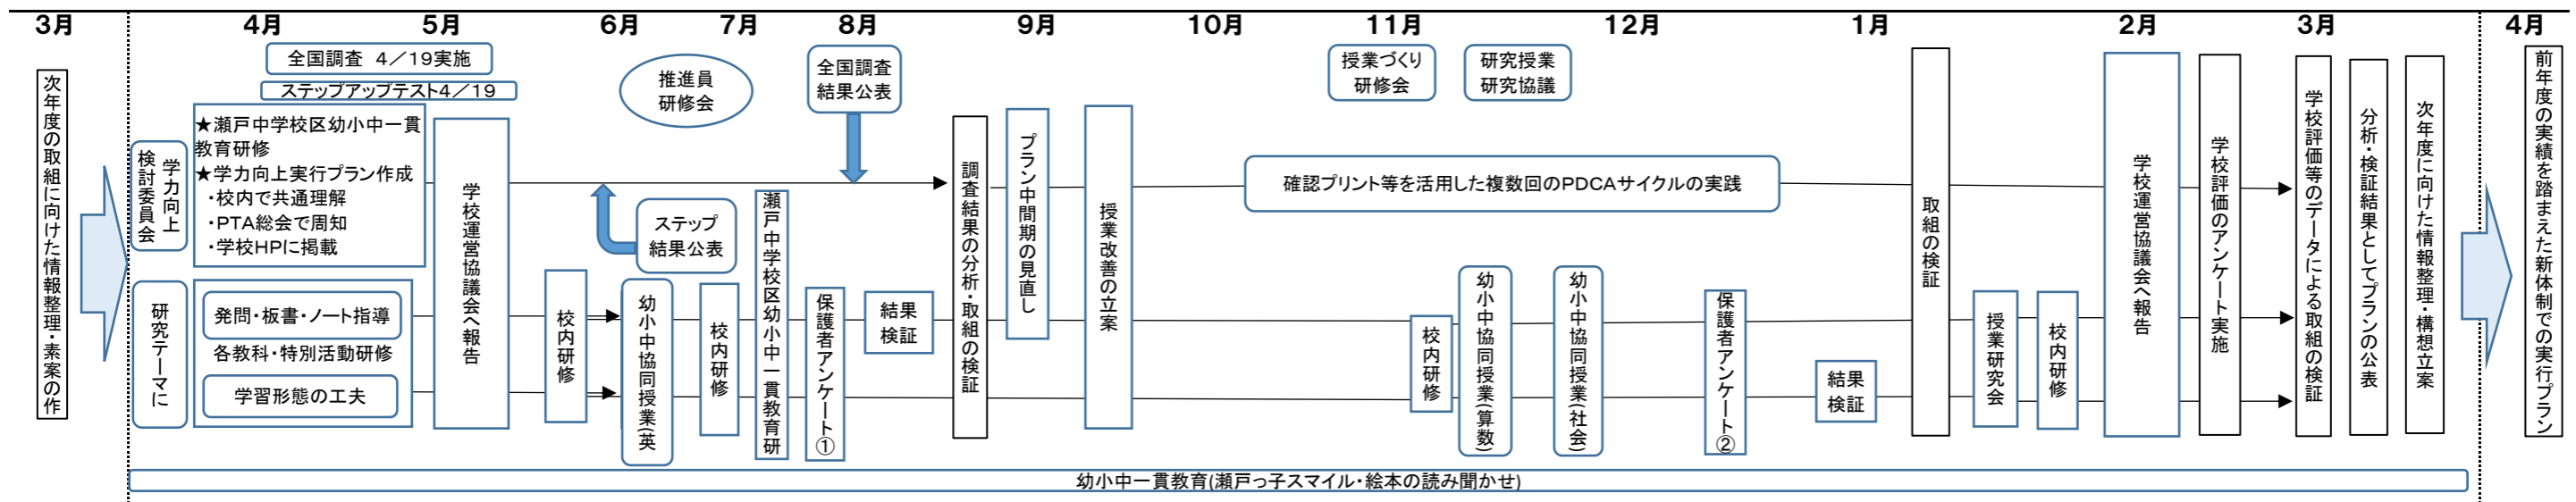 3月
4月
5月
6月
7月
8月
9月
10月
11月
12月
1月
2月
3月
4月
次年度の取組に向けた情報整理・素案の作
全国調査 4／19実施
ステップアップテスト4／19
学力向上
検討委員会
★瀬戸中学校区幼小中一貫
教育研修
★学力向上実行プラン作成
・校内で共通理解
・PTA総会で周知
・学校HPに掲載
研究テーマに
発問・板書・ノート指導
各教科・特別活動研修
学習形態の工夫
学校運営協議会へ報告
校内研修
推進員
研修会
ステップ
結果公表
幼小中協同授業(英
校内研修
瀬戸中学校区幼小中一貫教育研
全国調査
結果公表
保護者アンケート①
結果
検証
調査結果の分析・取組の検証
プラン中間期の見直し
授業改善の立案
授業づくり
研修会
研究授業
研究協議
確認プリント等を活用した複数回のPDCAサイクルの実践
校内研修
幼小中協同授業(算数)
幼小中協同授業(社会)
保護者アンケート②
結果
検証
取組の検証
授業研究会
校内研修
学校運営協議会へ報告
学校評価のアンケート実施
学校評価等のデータによる取組の検証
分析・検証結果としてプランの公表
次年度に向けた情報整理・構想立案
前年度の実績を踏まえた新体制での実行プラン
幼小中一貫教育(瀬戸っ子スマイル・絵本の読み聞かせ)